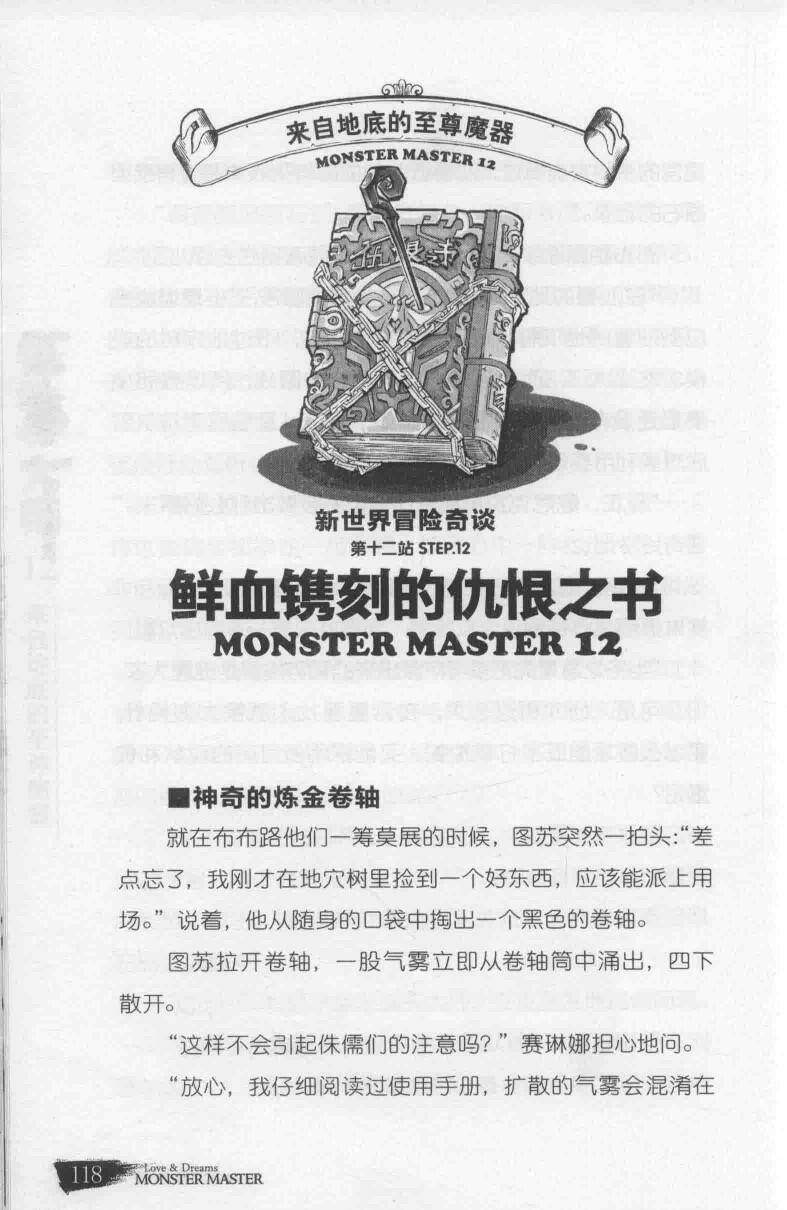 来自地底的至尊魔器
MONSTER MASTER 12
仇恨之书
新世界冒险奇谈
第十二站 STEP.12
鲜血镌刻的仇恨之书
MONSTER MASTER 12
■神奇的炼金卷轴
就在布布路他们一筹莫展的时候，图苏突然一拍头：“差
点忘了，我刚才在地穴树里捡到一个好东西，应该能派上用
场。”说着，他从随身的口袋中掏出一个黑色的卷轴。
图苏拉开卷轴，一股气雾立即从卷轴筒中涌出，四下
散开。
“这样不会引起侏儒们的注意吗？”赛琳娜担心地问。
“放心，我仔细阅读过使用手册，扩散的气雾会混淆在
118
Love & Dreams
MONSTER MASTER